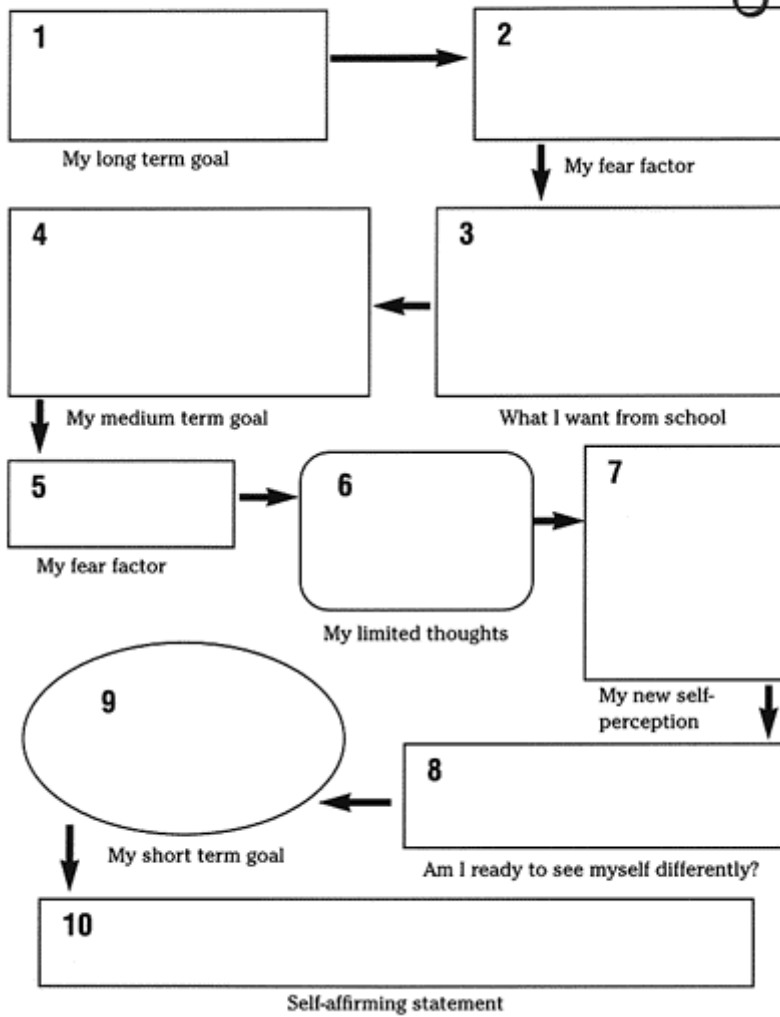 1
2
My long term goal
My fear factor
4
3
My medium term goal
What I want from school
5
6
7
My fear factor
My limited thoughts
My new self-
perception
9
8
My short term goal
Am I ready to see myself differently?
10
Self-affirming statement